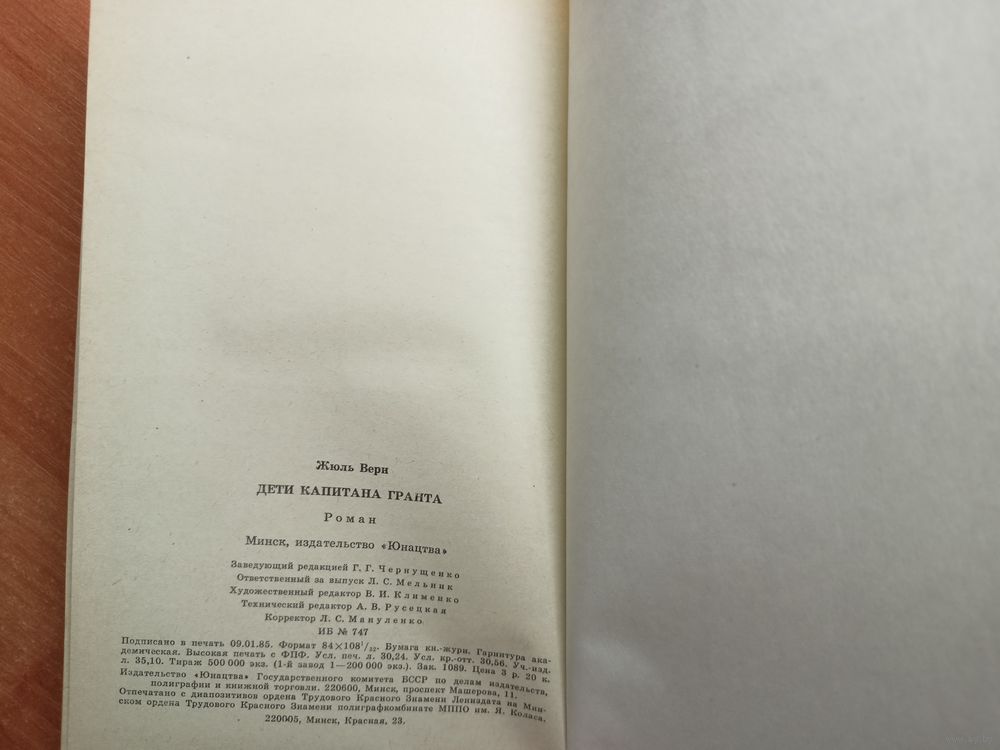 Жюль Верн
ДЕТИ КАПИТАНА ГРАНТА
Роман
Минск, издательство «Юнацтва»
Заведующий редакцией Г. Г. Чернущенко
Ответственный за выпуск Л. С. Мельник
Художественный редактор В. И. Клименко
Технический редактор А. В. Русецкая
Корректор Л. С. Мануленко
ИБ № 747
Подписано в печать 09.01.85. Формат 84×108¹/₃₂. Бумага кн.-журн. Гарнитура ака-
демическая. Высокая печать с ФПФ. Усл. печ. л. 30,24. Усл. кр.-отт. 30,56. Уч.-изд.
л. 35,10. Тираж 500 000 экз. (1-й завод 1—200 000 экз.). Зак. 1089. Цена 3 р. 20 к.
Издательство «Юнацтва» Государственного комитета БССР по делам издательств,
полиграфии и книжной торговли. 220600, Минск, проспект Машерова, 11.
Отпечатано с диапозитивов ордена Трудового Красного Знамени Лениздата на Мин-
ском ордена Трудового Красного Знамени полиграфкомбинате МППО им. Я. Коласа.
220005, Минск, Красная, 23.